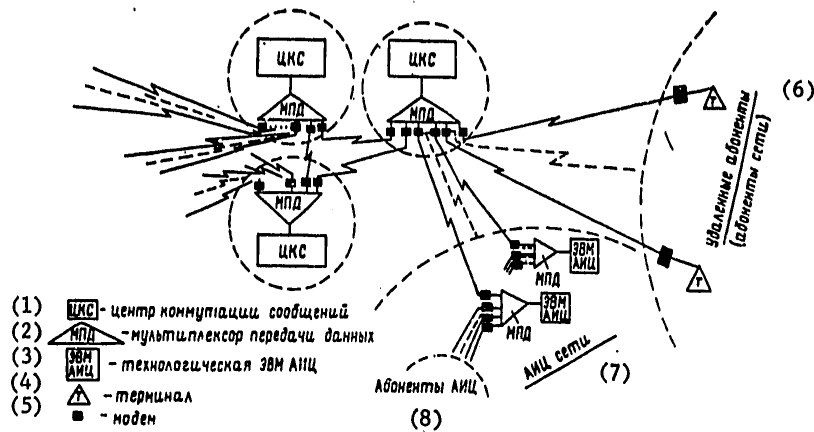 ЦКС
ЦКС
МПД
МПД
(6)
Т
Удаленные абоненты
(абоненты сети)
МПД
ЦКС
ЭВМ
АИЦ
МПД
Т
ЭВМ
АИЦ
МПД
(1) ЦКС - центр коммутации сообщений
(2) МПД - мультиплексор передачи данных
(3) ЭВМ АИЦ - технологическая ЭВМ АИЦ
(4) Т - терминал
(5) - модем
Абоненты АИЦ
(8)
АИЦ сети
(7)